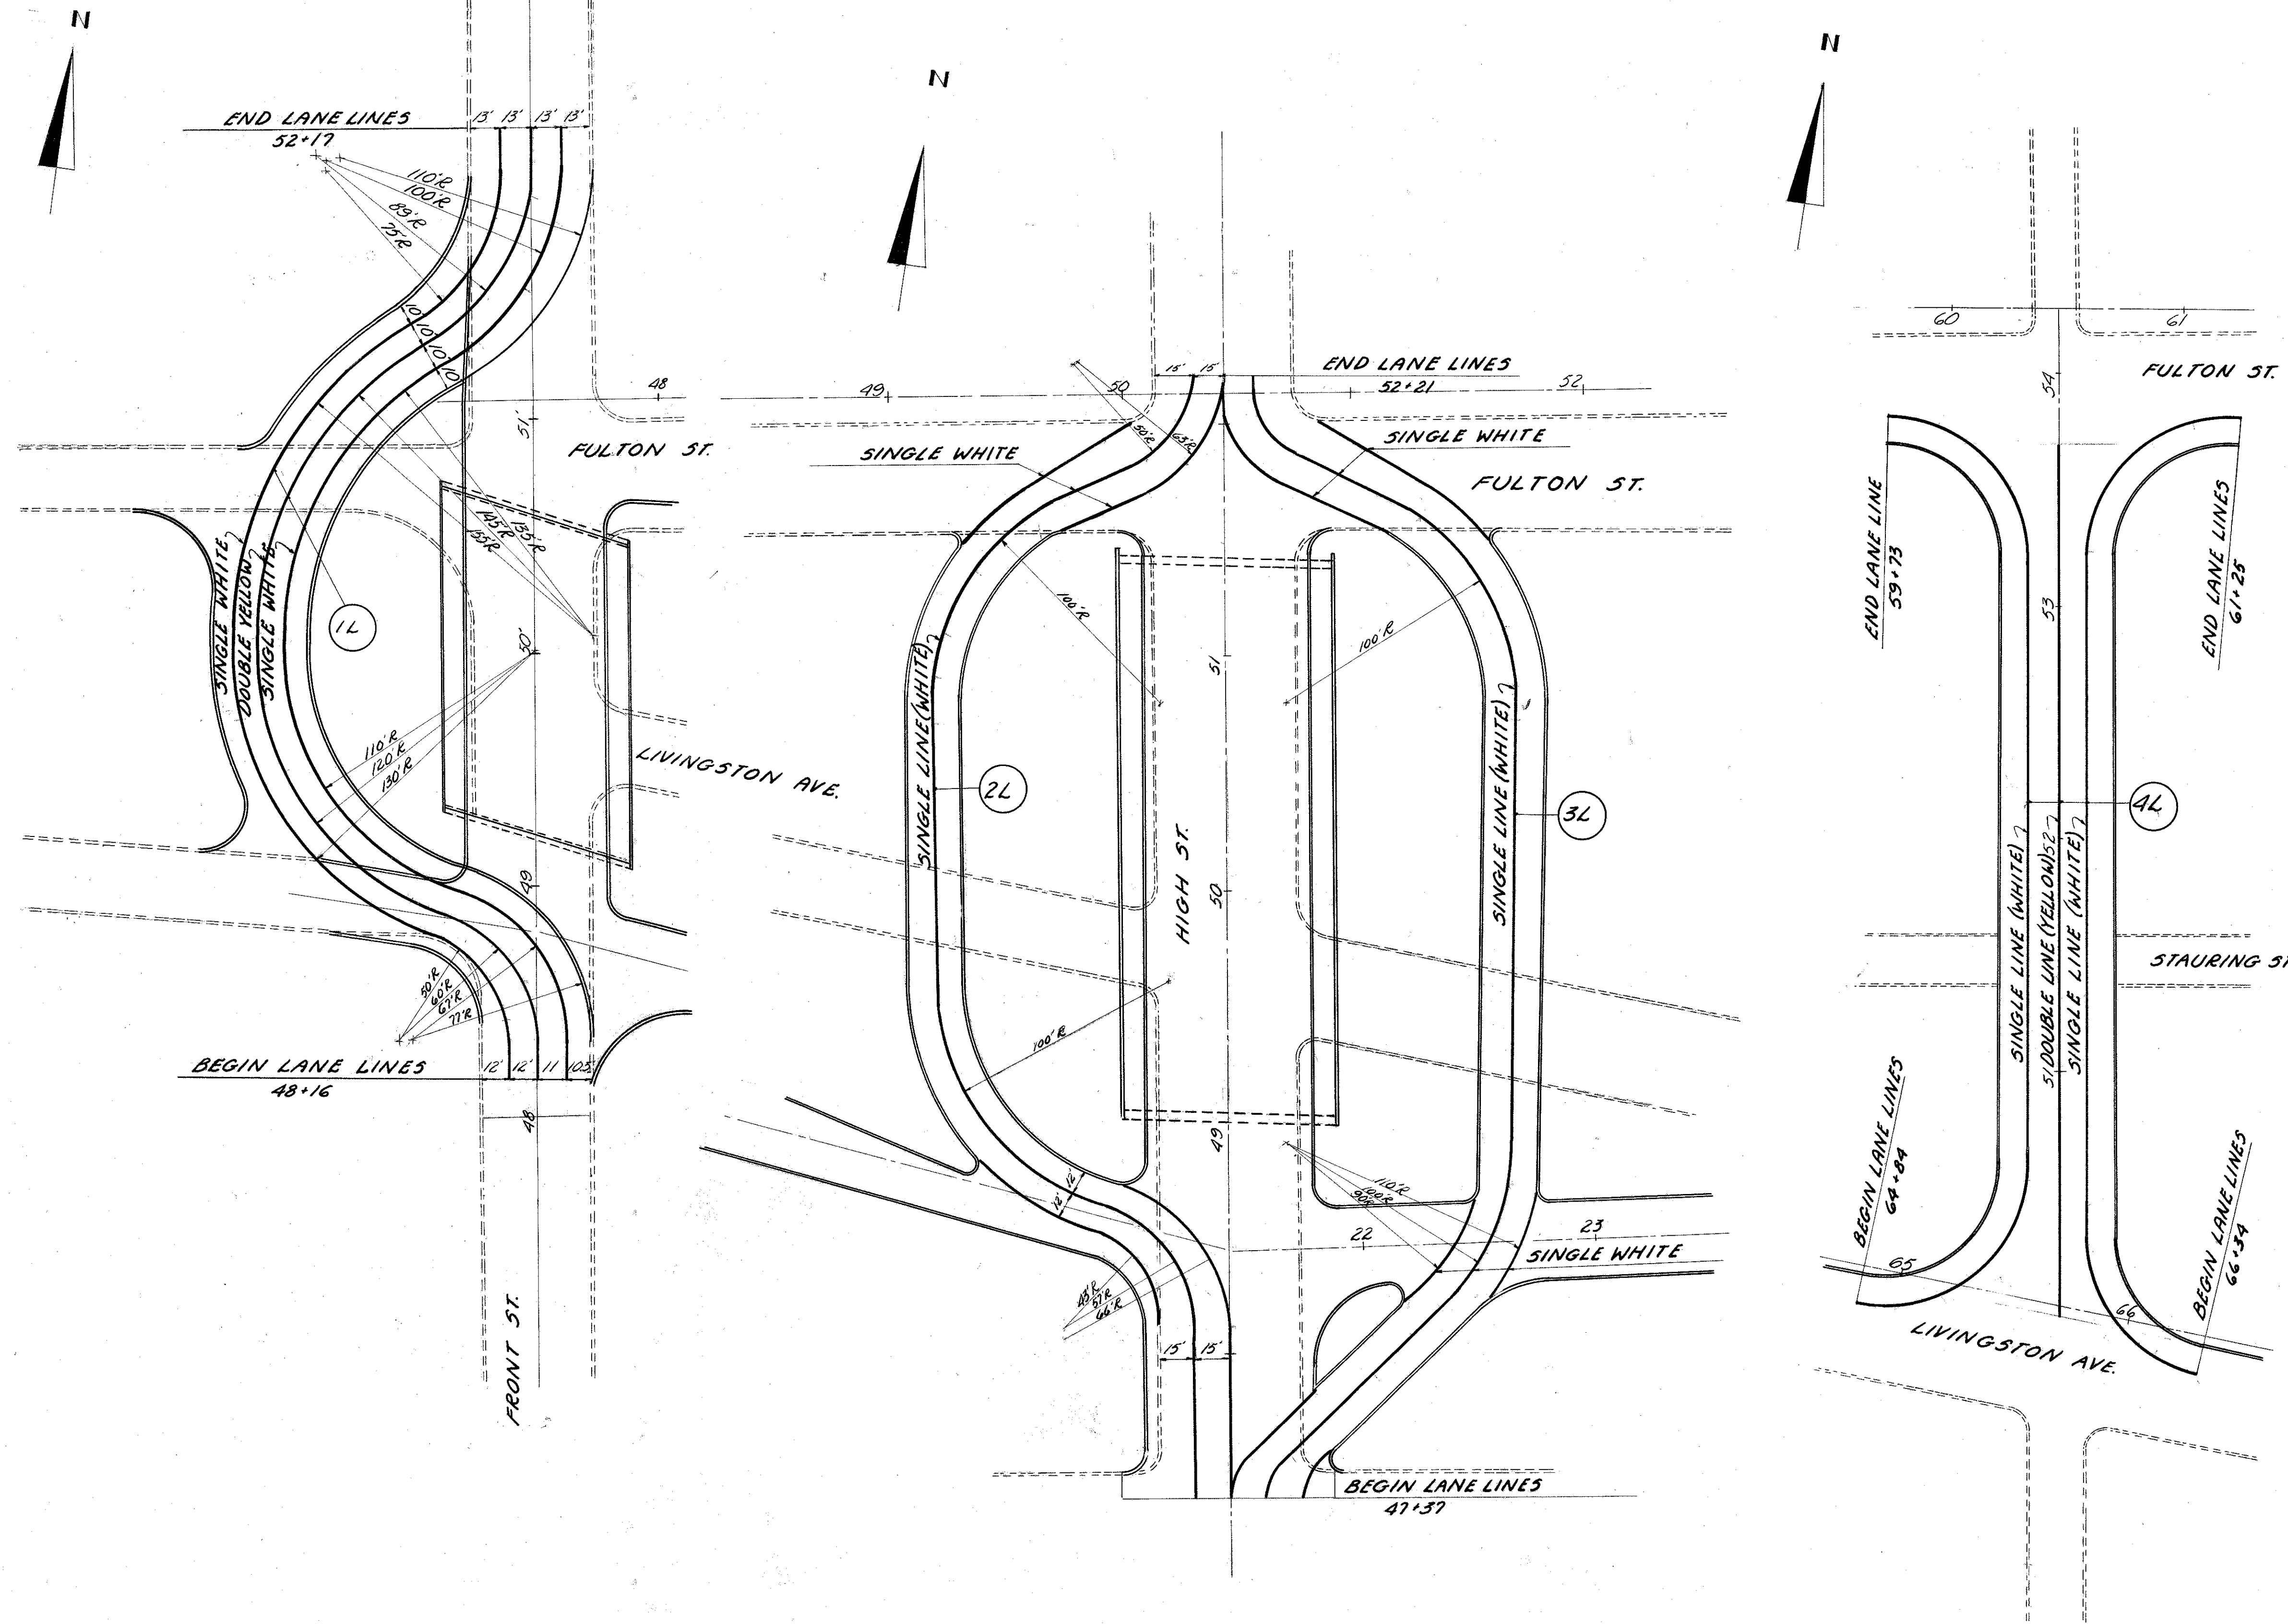 N
END LANE LINES
52+17
13' 13' 13' 13'
110'R
100'R
89'R
75'R
10'
10'
10'
10'
48
51'
FULTON ST.
135'R
145'R
155'R
SINGLE WHITE
DOUBLE YELLOW
SINGLE WHITE
1L
50'
110'R
120'R
130'R
LIVINGSTON AVE.
49
50'R
60'R
67'R
77'R
BEGIN LANE LINES
48+16
12' 12' 11 10.5'
48
FRONT ST.
N
END LANE LINES
52+21
15' 15'
49
50
52
50'R
63'R
SINGLE WHITE
SINGLE WHITE
FULTON ST.
100'R
100'R
51
SINGLE LINE (WHITE)
2L
SINGLE LINE (WHITE)
3L
HIGH ST.
50
100'R
49
12'
12'
110'R
100'R
90'R
22
23
SINGLE WHITE
43'R
57'R
66'R
15' 15'
BEGIN LANE LINES
47+37
N
60
61
FULTON ST.
54
END LANE LINE
59+73
END LANE LINES
61+25
53
4L
SINGLE LINE (WHITE)
51 DOUBLE LINE (YELLOW) 52
SINGLE LINE (WHITE)
STAURING ST
BEGIN LANE LINES
64+84
BEGIN LANE LINES
66+34
65
66
LIVINGSTON AVE.